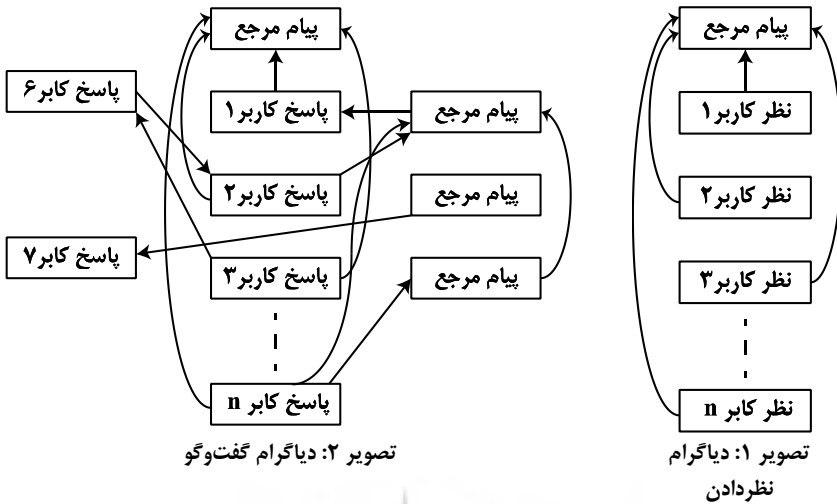 پیام مرجع
نظر کاربر۱
نظر کاربر۲
نظر کاربر۳
نظر کابر n
تصویر ۱: دیاگرام
نظردادن
پیام مرجع
پاسخ کاربر۱
پیام مرجع
پاسخ کابر۶
پاسخ کاربر۲
پیام مرجع
پاسخ کاربر۳
پیام مرجع
پاسخ کابر۷
پاسخ کابر n
تصویر ۲: دیاگرام گفت‌وگو